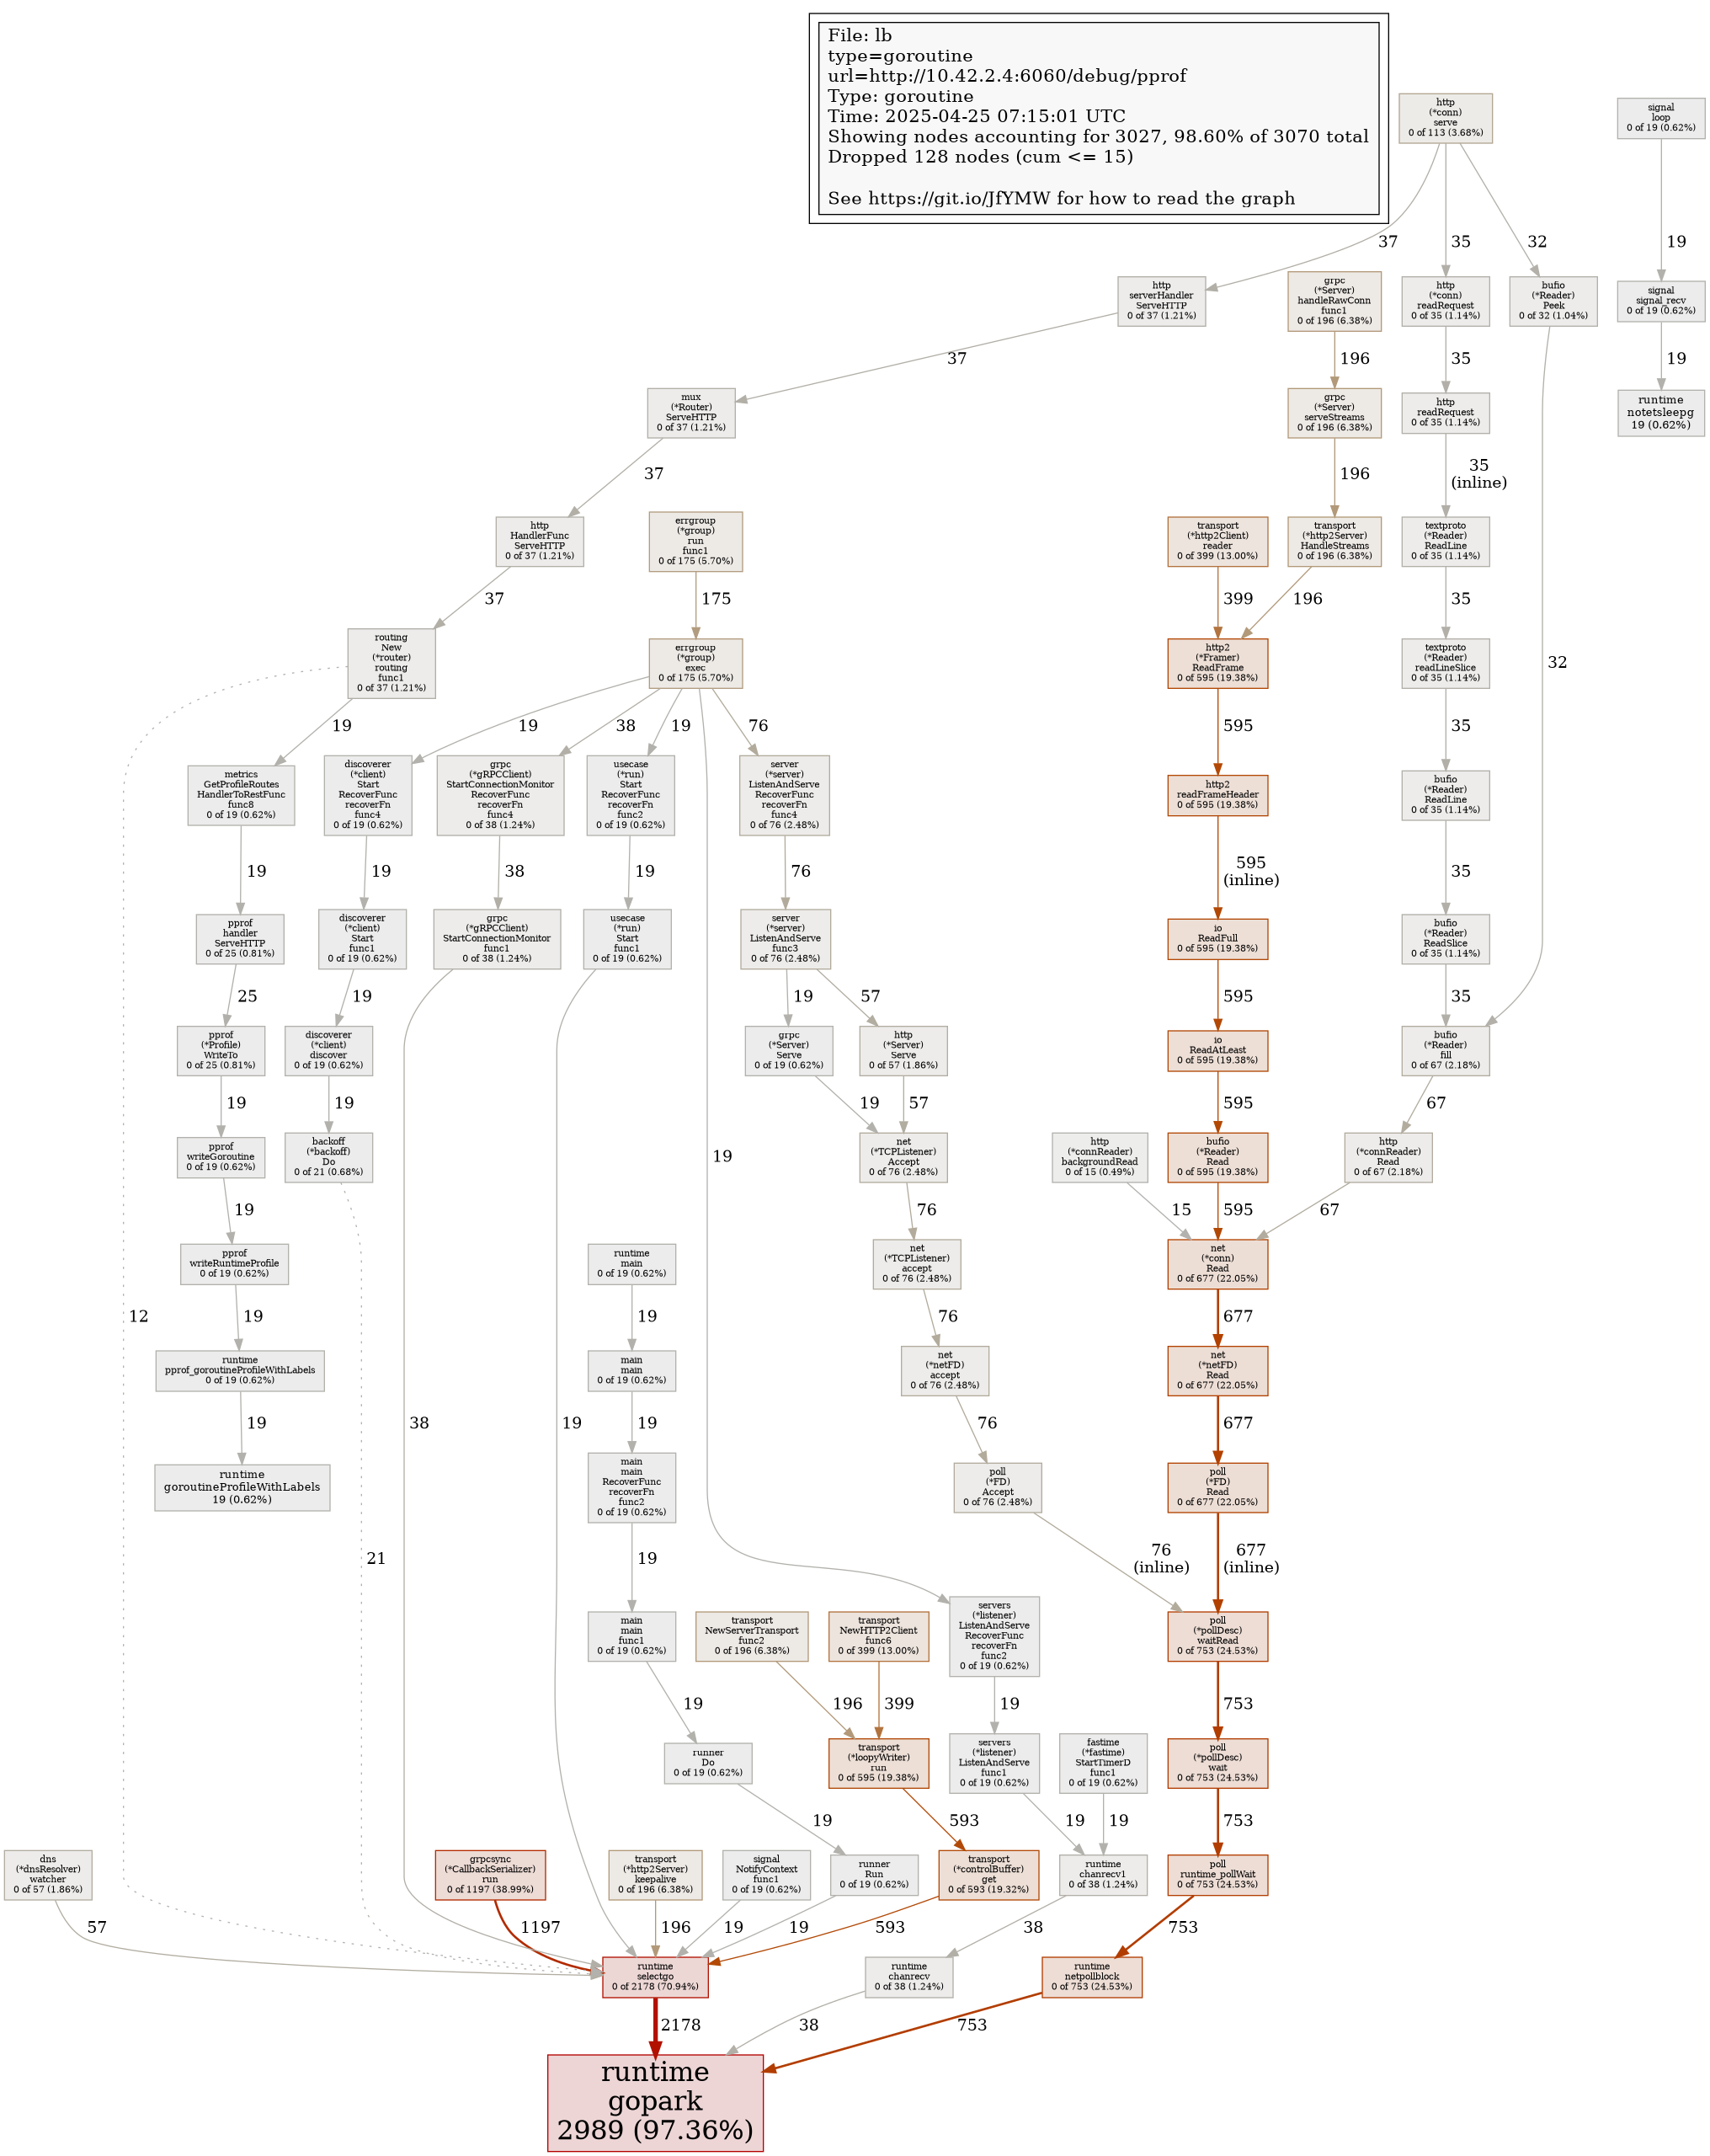 File: lb
type=goroutine
url=http://10.42.2.4:6060/debug/pprof
Type: goroutine
Time: 2025-04-25 07:15:01 UTC
Showing nodes accounting for 3027, 98.60% of 3070 total
Dropped 128 nodes (cum <= 15)
See https://git.io/JfYMW for how to read the graph
http
(*conn)
serve
0 of 113 (3.68%)
signal
loop
0 of 19 (0.62%)
37
35
32
19
http
serverHandler
ServeHTTP
0 of 37 (1.21%)
grpc
(*Server)
handleRawConn
func1
0 of 196 (6.38%)
http
(*conn)
readRequest
0 of 35 (1.14%)
bufio
(*Reader)
Peek
0 of 32 (1.04%)
signal
signal_recv
0 of 19 (0.62%)
37
196
35
19
mux
(*Router)
ServeHTTP
0 of 37 (1.21%)
grpc
(*Server)
serveStreams
0 of 196 (6.38%)
http
readRequest
0 of 35 (1.14%)
runtime
notetsleepg
19 (0.62%)
37
196
35
(inline)
http
HandlerFunc
ServeHTTP
0 of 37 (1.21%)
errgroup
(*group)
run
func1
0 of 175 (5.70%)
transport
(*http2Client)
reader
0 of 399 (13.00%)
transport
(*http2Server)
HandleStreams
0 of 196 (6.38%)
textproto
(*Reader)
ReadLine
0 of 35 (1.14%)
37
175
399
196
35
routing
New
(*router)
routing
func1
0 of 37 (1.21%)
errgroup
(*group)
exec
0 of 175 (5.70%)
http2
(*Framer)
ReadFrame
0 of 595 (19.38%)
textproto
(*Reader)
readLineSlice
0 of 35 (1.14%)
32
19
19
38
19
76
595
35
metrics
GetProfileRoutes
HandlerToRestFunc
func8
0 of 19 (0.62%)
discoverer
(*client)
Start
RecoverFunc
recoverFn
func4
0 of 19 (0.62%)
grpc
(*gRPCClient)
StartConnectionMonitor
RecoverFunc
recoverFn
func4
0 of 38 (1.24%)
usecase
(*run)
Start
RecoverFunc
recoverFn
func2
0 of 19 (0.62%)
server
(*server)
ListenAndServe
RecoverFunc
recoverFn
func4
0 of 76 (2.48%)
http2
readFrameHeader
0 of 595 (19.38%)
bufio
(*Reader)
ReadLine
0 of 35 (1.14%)
19
19
38
19
76
595
(inline)
35
pprof
handler
ServeHTTP
0 of 25 (0.81%)
discoverer
(*client)
Start
func1
0 of 19 (0.62%)
grpc
(*gRPCClient)
StartConnectionMonitor
func1
0 of 38 (1.24%)
usecase
(*run)
Start
func1
0 of 19 (0.62%)
server
(*server)
ListenAndServe
func3
0 of 76 (2.48%)
io
ReadFull
0 of 595 (19.38%)
bufio
(*Reader)
ReadSlice
0 of 35 (1.14%)
25
19
19
57
595
35
pprof
(*Profile)
WriteTo
0 of 25 (0.81%)
discoverer
(*client)
discover
0 of 19 (0.62%)
grpc
(*Server)
Serve
0 of 19 (0.62%)
http
(*Server)
Serve
0 of 57 (1.86%)
io
ReadAtLeast
0 of 595 (19.38%)
bufio
(*Reader)
fill
0 of 67 (2.18%)
19
19
19
57
595
67
pprof
writeGoroutine
0 of 19 (0.62%)
backoff
(*backoff)
Do
0 of 21 (0.68%)
19
net
(*TCPListener)
Accept
0 of 76 (2.48%)
http
(*connReader)
backgroundRead
0 of 15 (0.49%)
bufio
(*Reader)
Read
0 of 595 (19.38%)
http
(*connReader)
Read
0 of 67 (2.18%)
19
76
15
595
67
pprof
writeRuntimeProfile
0 of 19 (0.62%)
runtime
main
0 of 19 (0.62%)
net
(*TCPListener)
accept
0 of 76 (2.48%)
net
(*conn)
Read
0 of 677 (22.05%)
12
19
19
76
677
runtime
pprof_goroutineProfileWithLabels
0 of 19 (0.62%)
main
main
0 of 19 (0.62%)
net
(*netFD)
accept
0 of 76 (2.48%)
net
(*netFD)
Read
0 of 677 (22.05%)
19
38
19
19
76
677
runtime
goroutineProfileWithLabels
19 (0.62%)
main
main
RecoverFunc
recoverFn
func2
0 of 19 (0.62%)
poll
(*FD)
Accept
0 of 76 (2.48%)
poll
(*FD)
Read
0 of 677 (22.05%)
21
19
76
(inline)
677
(inline)
main
main
func1
0 of 19 (0.62%)
transport
NewServerTransport
func2
0 of 196 (6.38%)
transport
NewHTTP2Client
func6
0 of 399 (13.00%)
servers
(*listener)
ListenAndServe
RecoverFunc
recoverFn
func2
0 of 19 (0.62%)
poll
(*pollDesc)
waitRead
0 of 753 (24.53%)
19
196
399
19
753
runner
Do
0 of 19 (0.62%)
transport
(*loopyWriter)
run
0 of 595 (19.38%)
servers
(*listener)
ListenAndServe
func1
0 of 19 (0.62%)
fastime
(*fastime)
StartTimerD
func1
0 of 19 (0.62%)
poll
(*pollDesc)
wait
0 of 753 (24.53%)
19
593
19
19
753
dns
(*dnsResolver)
watcher
0 of 57 (1.86%)
grpcsync
(*CallbackSerializer)
run
0 of 1197 (38.99%)
transport
(*http2Server)
keepalive
0 of 196 (6.38%)
signal
NotifyContext
func1
0 of 19 (0.62%)
runner
Run
0 of 19 (0.62%)
transport
(*controlBuffer)
get
0 of 593 (19.32%)
runtime
chanrecv1
0 of 38 (1.24%)
poll
runtime_pollWait
0 of 753 (24.53%)
57
1197
196
19
19
593
38
753
runtime
selectgo
0 of 2178 (70.94%)
runtime
chanrecv
0 of 38 (1.24%)
runtime
netpollblock
0 of 753 (24.53%)
2178
38
753
runtime
gopark
2989 (97.36%)